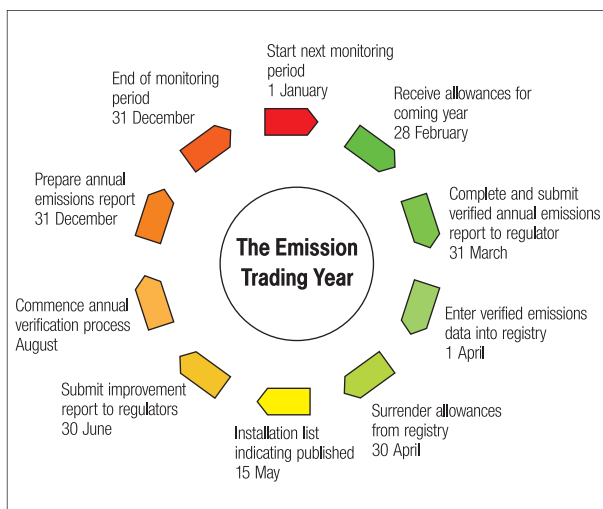 Start next monitoring
period
1 January
Receive allowances for
coming year
28 February
Complete and submit
verified annual emissions
report to regulator
31 March
Enter verified emissions
data into registry
1 April
Surrender allowances
from registry
30 April
Installation list
indicating published
15 May
Submit improvement
report to regulators
30 June
Commence annual
verification process
August
Prepare annual
emissions report
31 December
End of monitoring
period
31 December
The Emission
Trading Year